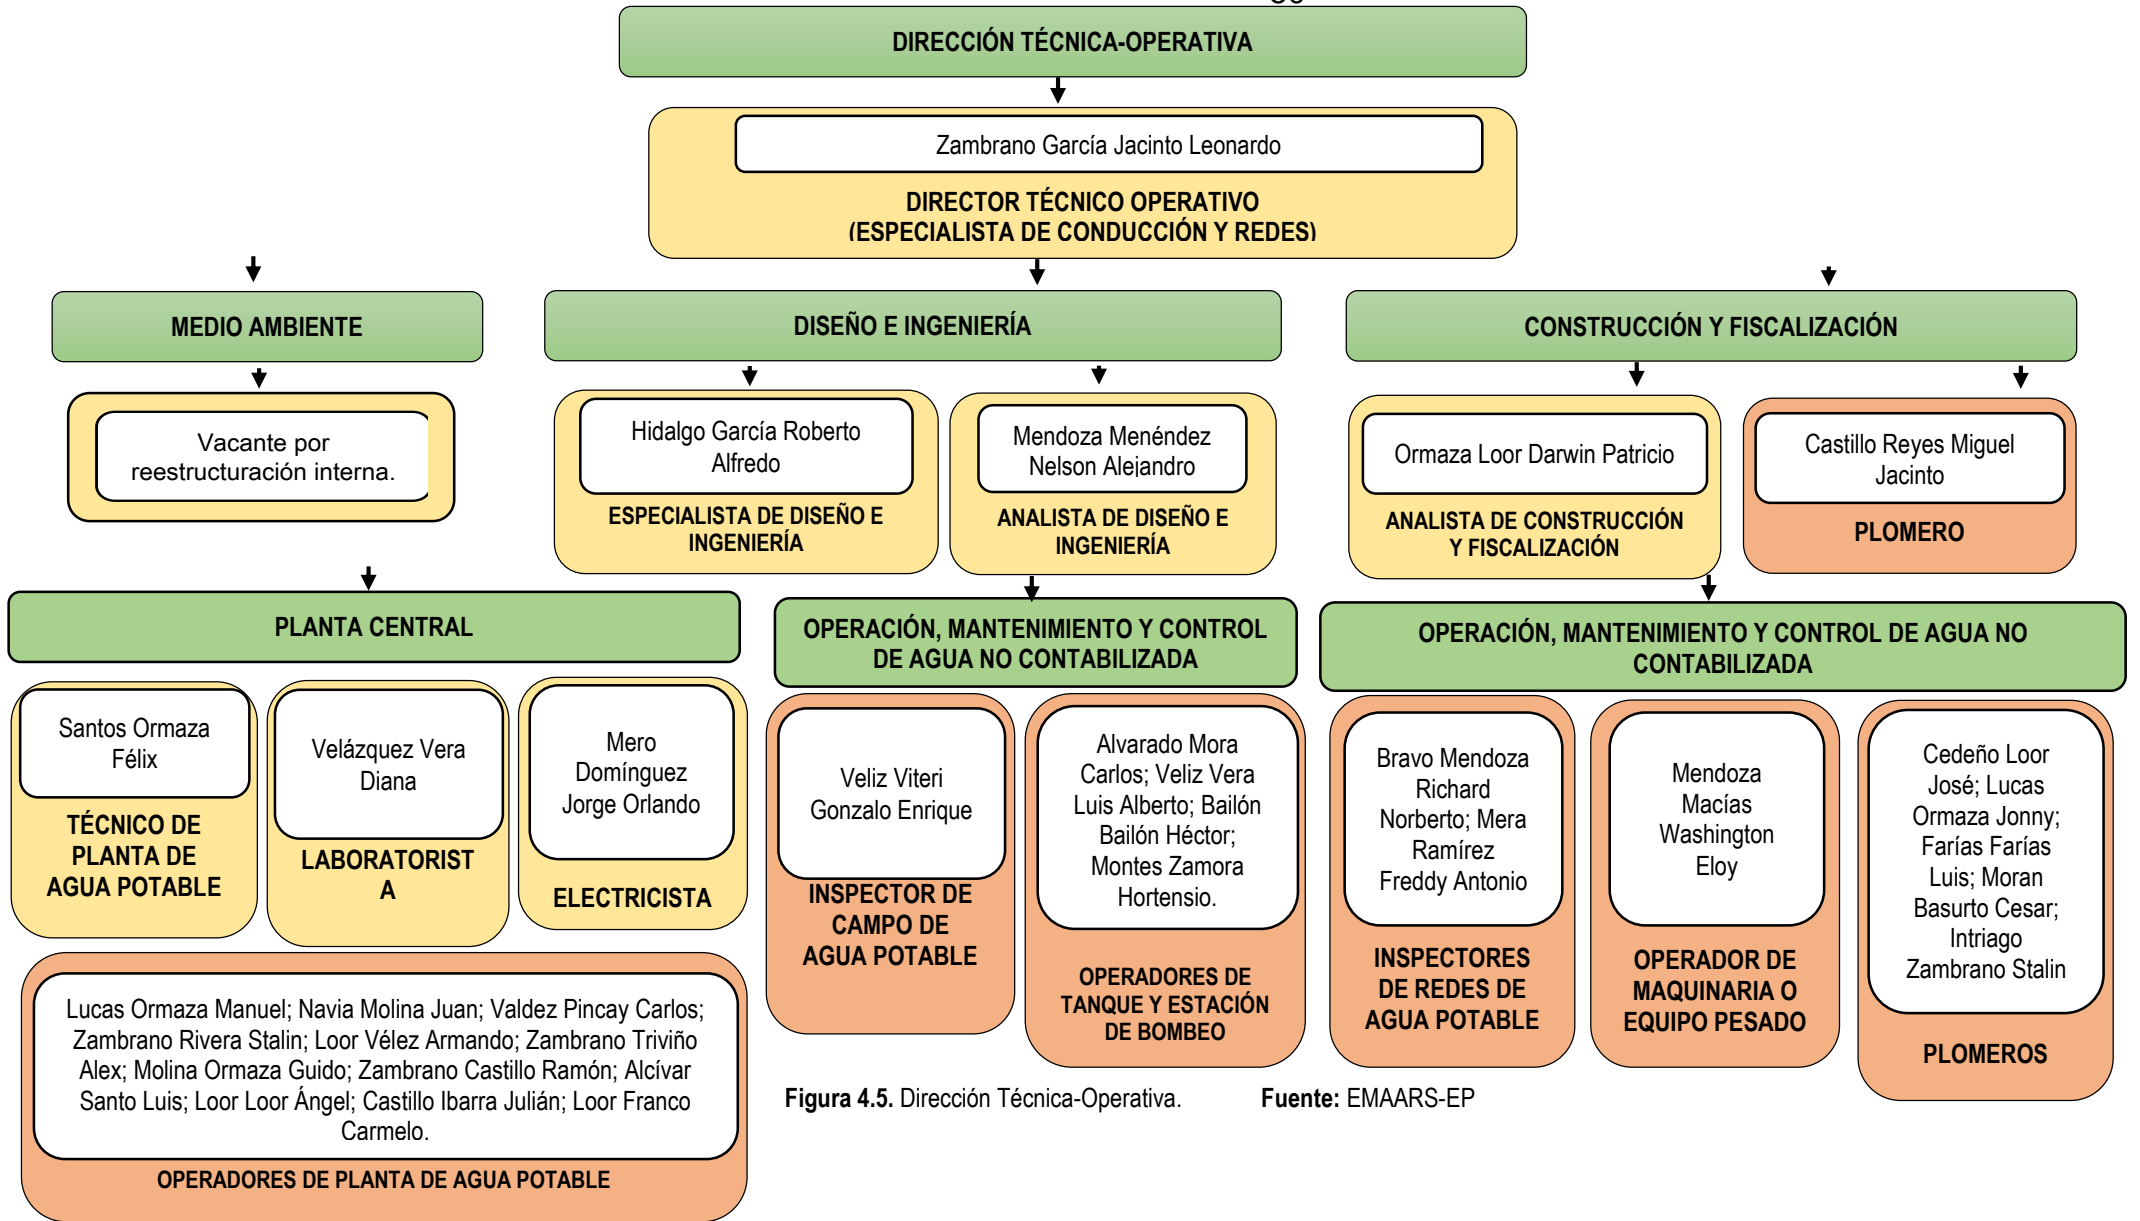 DIRECCIÓN TÉCNICA-OPERATIVA
Zambrano García Jacinto Leonardo
DIRECTOR TÉCNICO OPERATIVO
(ESPECIALISTA DE CONDUCCIÓN Y REDES)
MEDIO AMBIENTE
Vacante por
reestructuración interna.
DISEÑO E INGENIERÍA
Hidalgo García Roberto
Alfredo
ESPECIALISTA DE DISEÑO E
INGENIERÍA
Mendoza Menéndez
Nelson Alejandro
ANALISTA DE DISEÑO E
INGENIERÍA
CONSTRUCCIÓN Y FISCALIZACIÓN
Ormaza Loor Darwin Patricio
ANALISTA DE CONSTRUCCIÓN
Y FISCALIZACIÓN
Castillo Reyes Miguel
Jacinto
PLOMERO
PLANTA CENTRAL
Santos Ormaza
Félix
TÉCNICO DE
PLANTA DE
AGUA POTABLE
Velázquez Vera
Diana
LABORATORIST
A
Mero
Domínguez
Jorge Orlando
ELECTRICISTA
Lucas Ormaza Manuel; Navia Molina Juan; Valdez Pincay Carlos;
Zambrano Rivera Stalin; Loor Vélez Armando; Zambrano Triviño
Alex; Molina Ormaza Guido; Zambrano Castillo Ramón; Alcívar
Santo Luis; Loor Loor Ángel; Castillo Ibarra Julián; Loor Franco
Carmelo.
OPERADORES DE PLANTA DE AGUA POTABLE
OPERACIÓN, MANTENIMIENTO Y CONTROL
DE AGUA NO CONTABILIZADA
Veliz Viteri
Gonzalo Enrique
INSPECTOR DE
CAMPO DE
AGUA POTABLE
Alvarado Mora
Carlos; Veliz Vera
Luis Alberto; Bailón
Bailón Héctor;
Montes Zamora
Hortensio.
OPERADORES DE
TANQUE Y ESTACIÓN
DE BOMBEO
OPERACIÓN, MANTENIMIENTO Y CONTROL DE AGUA NO
CONTABILIZADA
Bravo Mendoza
Richard
Norberto; Mera
Ramírez
Freddy Antonio
INSPECTORES
DE REDES DE
AGUA POTABLE
Mendoza
Macías
Washington
Eloy
OPERADOR DE
MAQUINARIA O
EQUIPO PESADO
Cedeño Loor
José; Lucas
Ormaza Jonny;
Farías Farías
Luis; Moran
Basurto Cesar;
Intriago
Zambrano Stalin
PLOMEROS
Figura 4.5. Dirección Técnica-Operativa. Fuente: EMAARS-EP